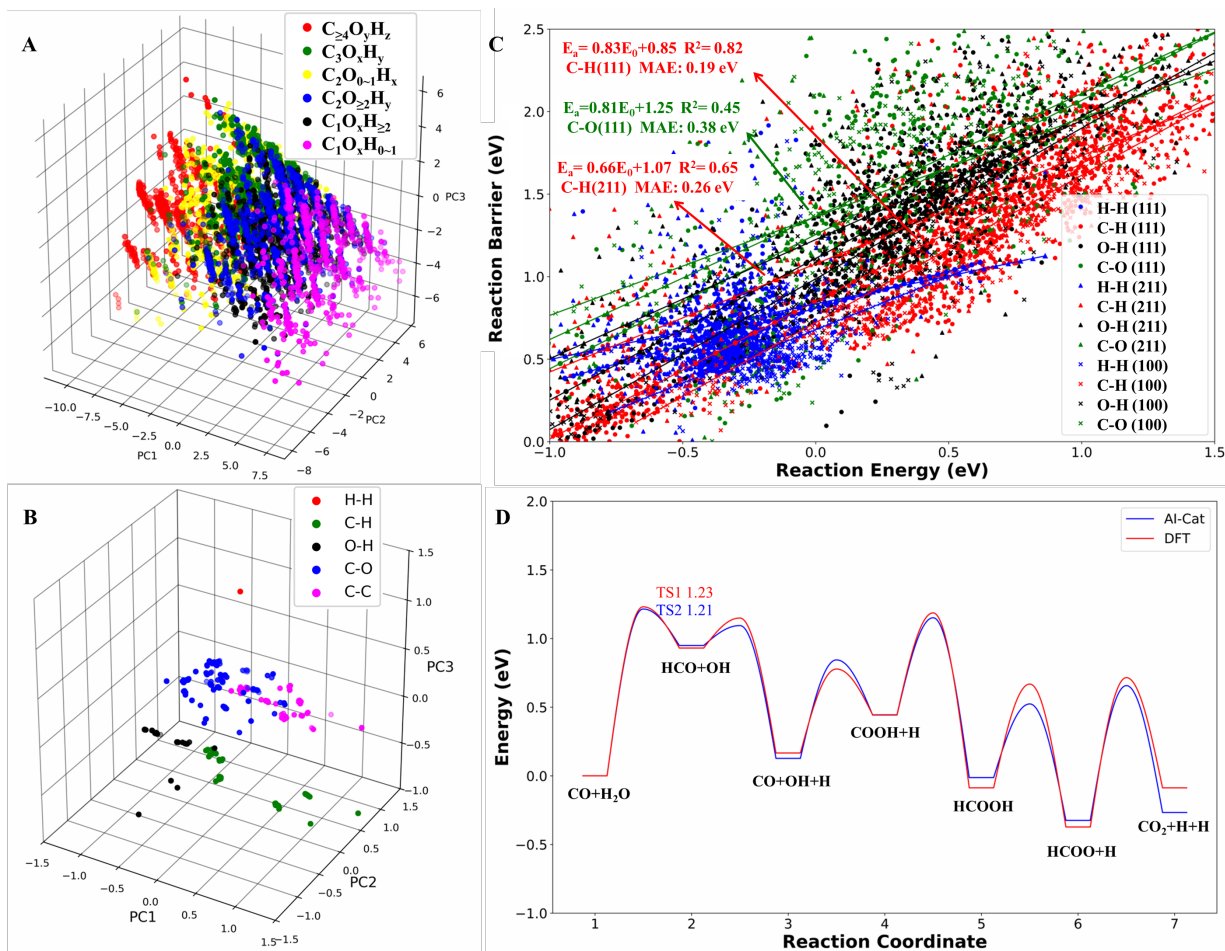 A
C≥4OyHz
C3OxHy
C2O0~1Hx
C2O≥2Hy
C1OxH≥2
C1OxH0~1
6
4
2
0
−2
−4
−6
PC3
−10.0
−7.5
−5.0
−2.5
0.0
2.5
5.0
7.5
PC1
−8
−6
−4
−2
0
2
4
6
PC2
B
H-H
C-H
O-H
C-O
C-C
1.5
1.0
0.5
0.0
−0.5
−1.0
PC3
−1.5
−1.0
−0.5
0.0
0.5
1.0
1.5
PC1
−1.5
−1.0
−0.5
0.0
0.5
1.0
1.5
PC2
C
Ea= 0.83E0+0.85 R2= 0.82
C-H(111) MAE: 0.19 eV
Ea=0.81E0+1.25 R2= 0.45
C-O(111) MAE: 0.38 eV
Ea= 0.66E0+1.07 R2= 0.65
C-H(211) MAE: 0.26 eV
H-H (111)
C-H (111)
O-H (111)
C-O (111)
H-H (211)
C-H (211)
O-H (211)
C-O (211)
H-H (100)
C-H (100)
O-H (100)
C-O (100)
2.5
2.0
1.5
1.0
0.5
0.0
Reaction Barrier (eV)
−1.0
−0.5
0.0
0.5
1.0
1.5
Reaction Energy (eV)
D
AI-Cat
DFT
TS1 1.23
TS2 1.21
HCO+OH
COOH+H
CO+H2O
CO+OH+H
HCOOH
HCOO+H
CO2+H+H
2.0
1.5
1.0
0.5
0.0
−0.5
−1.0
Energy (eV)
1
2
3
4
5
6
7
Reaction Coordinate